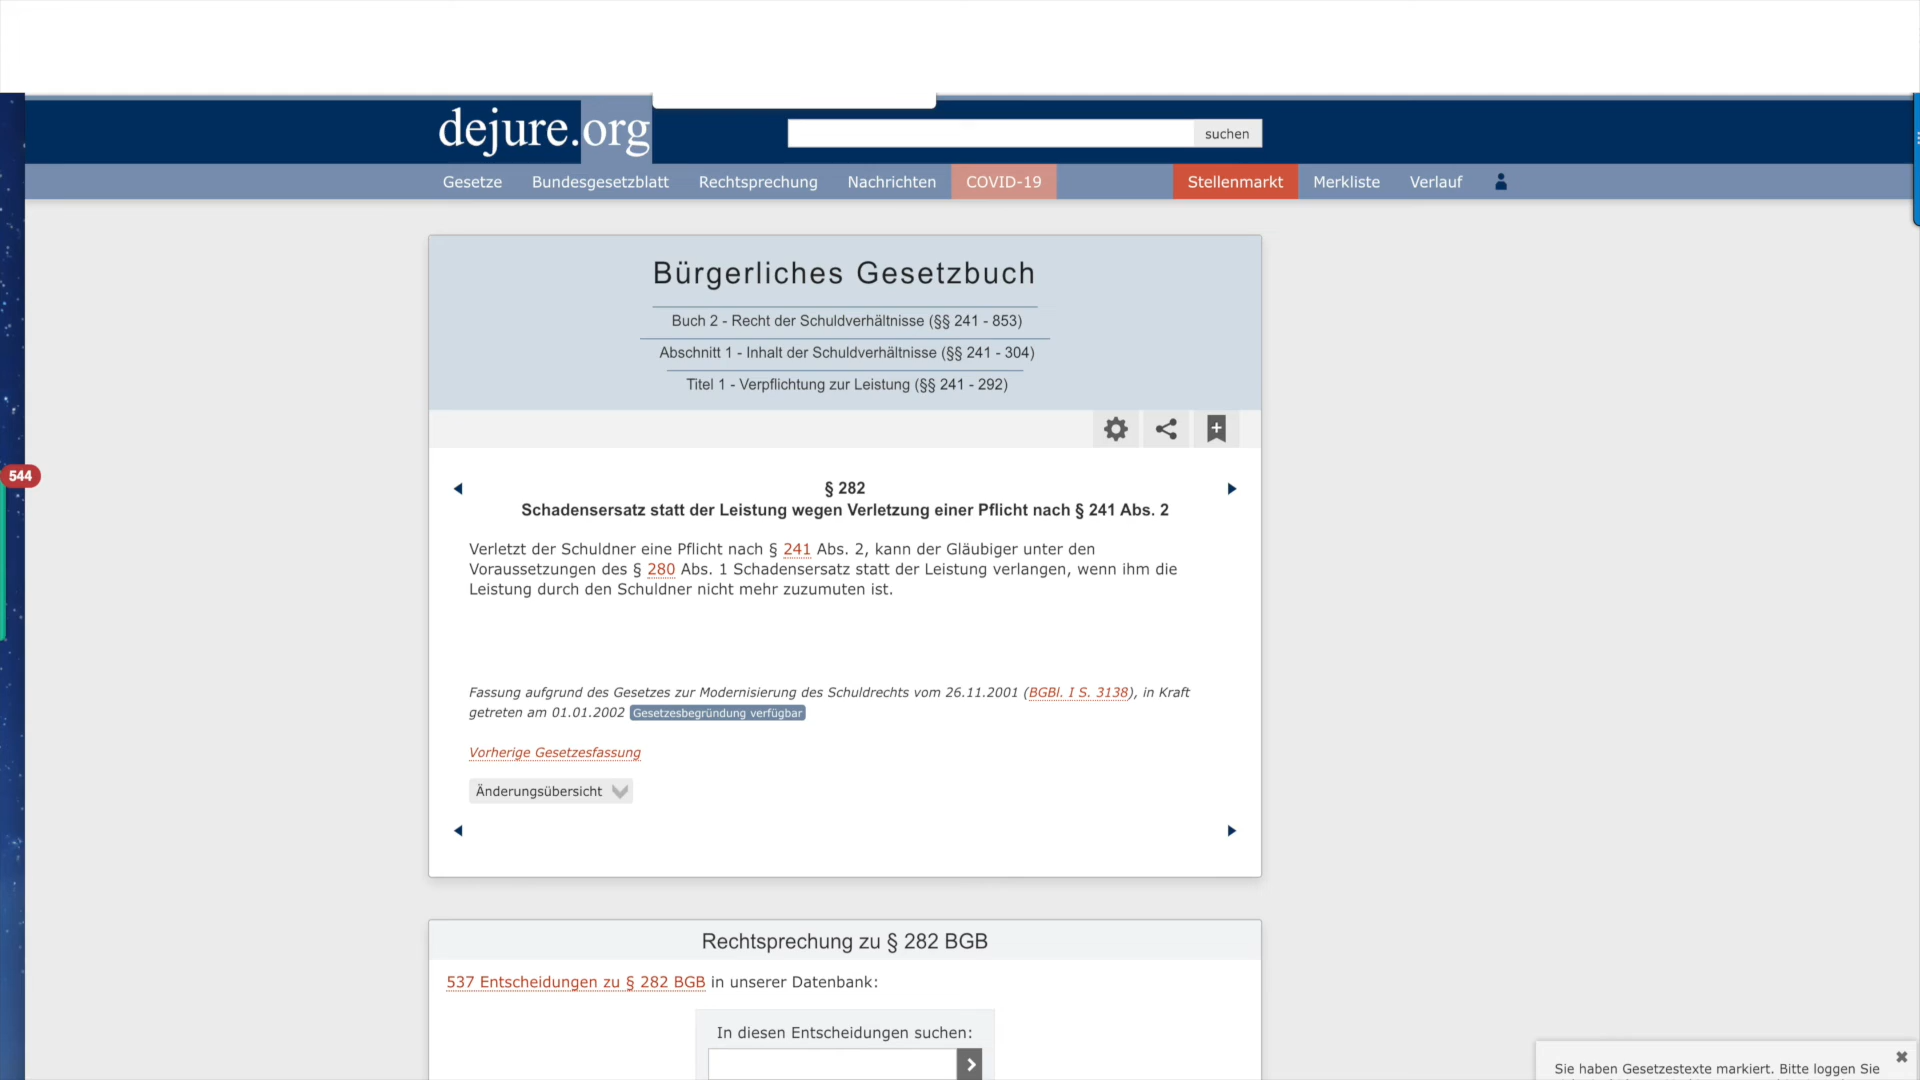 dejure.org
suchen
Gesetze Bundesgesetzblatt Rechtsprechung Nachrichten COVID-19 Stellenmarkt Merkliste Verlauf
Bürgerliches Gesetzbuch
Buch 2 - Recht der Schuldverhältnisse (§§ 241 - 853)
Abschnitt 1 - Inhalt der Schuldverhältnisse (§§ 241 - 304)
Titel 1 - Verpflichtung zur Leistung (§§ 241 - 292)
544
§ 282
Schadensersatz statt der Leistung wegen Verletzung einer Pflicht nach § 241 Abs. 2
Verletzt der Schuldner eine Pflicht nach § 241 Abs. 2, kann der Gläubiger unter den
Voraussetzungen des § 280 Abs. 1 Schadensersatz statt der Leistung verlangen, wenn ihm die
Leistung durch den Schuldner nicht mehr zuzumuten ist.
Fassung aufgrund des Gesetzes zur Modernisierung des Schuldrechts vom 26.11.2001 (BGBl. I S. 3138), in Kraft
getreten am 01.01.2002 Gesetzesbegründung verfügbar
Vorherige Gesetzesfassung
Änderungsübersicht
Rechtsprechung zu § 282 BGB
537 Entscheidungen zu § 282 BGB in unserer Datenbank:
In diesen Entscheidungen suchen:
Sie haben Gesetzestexte markiert. Bitte loggen Sie